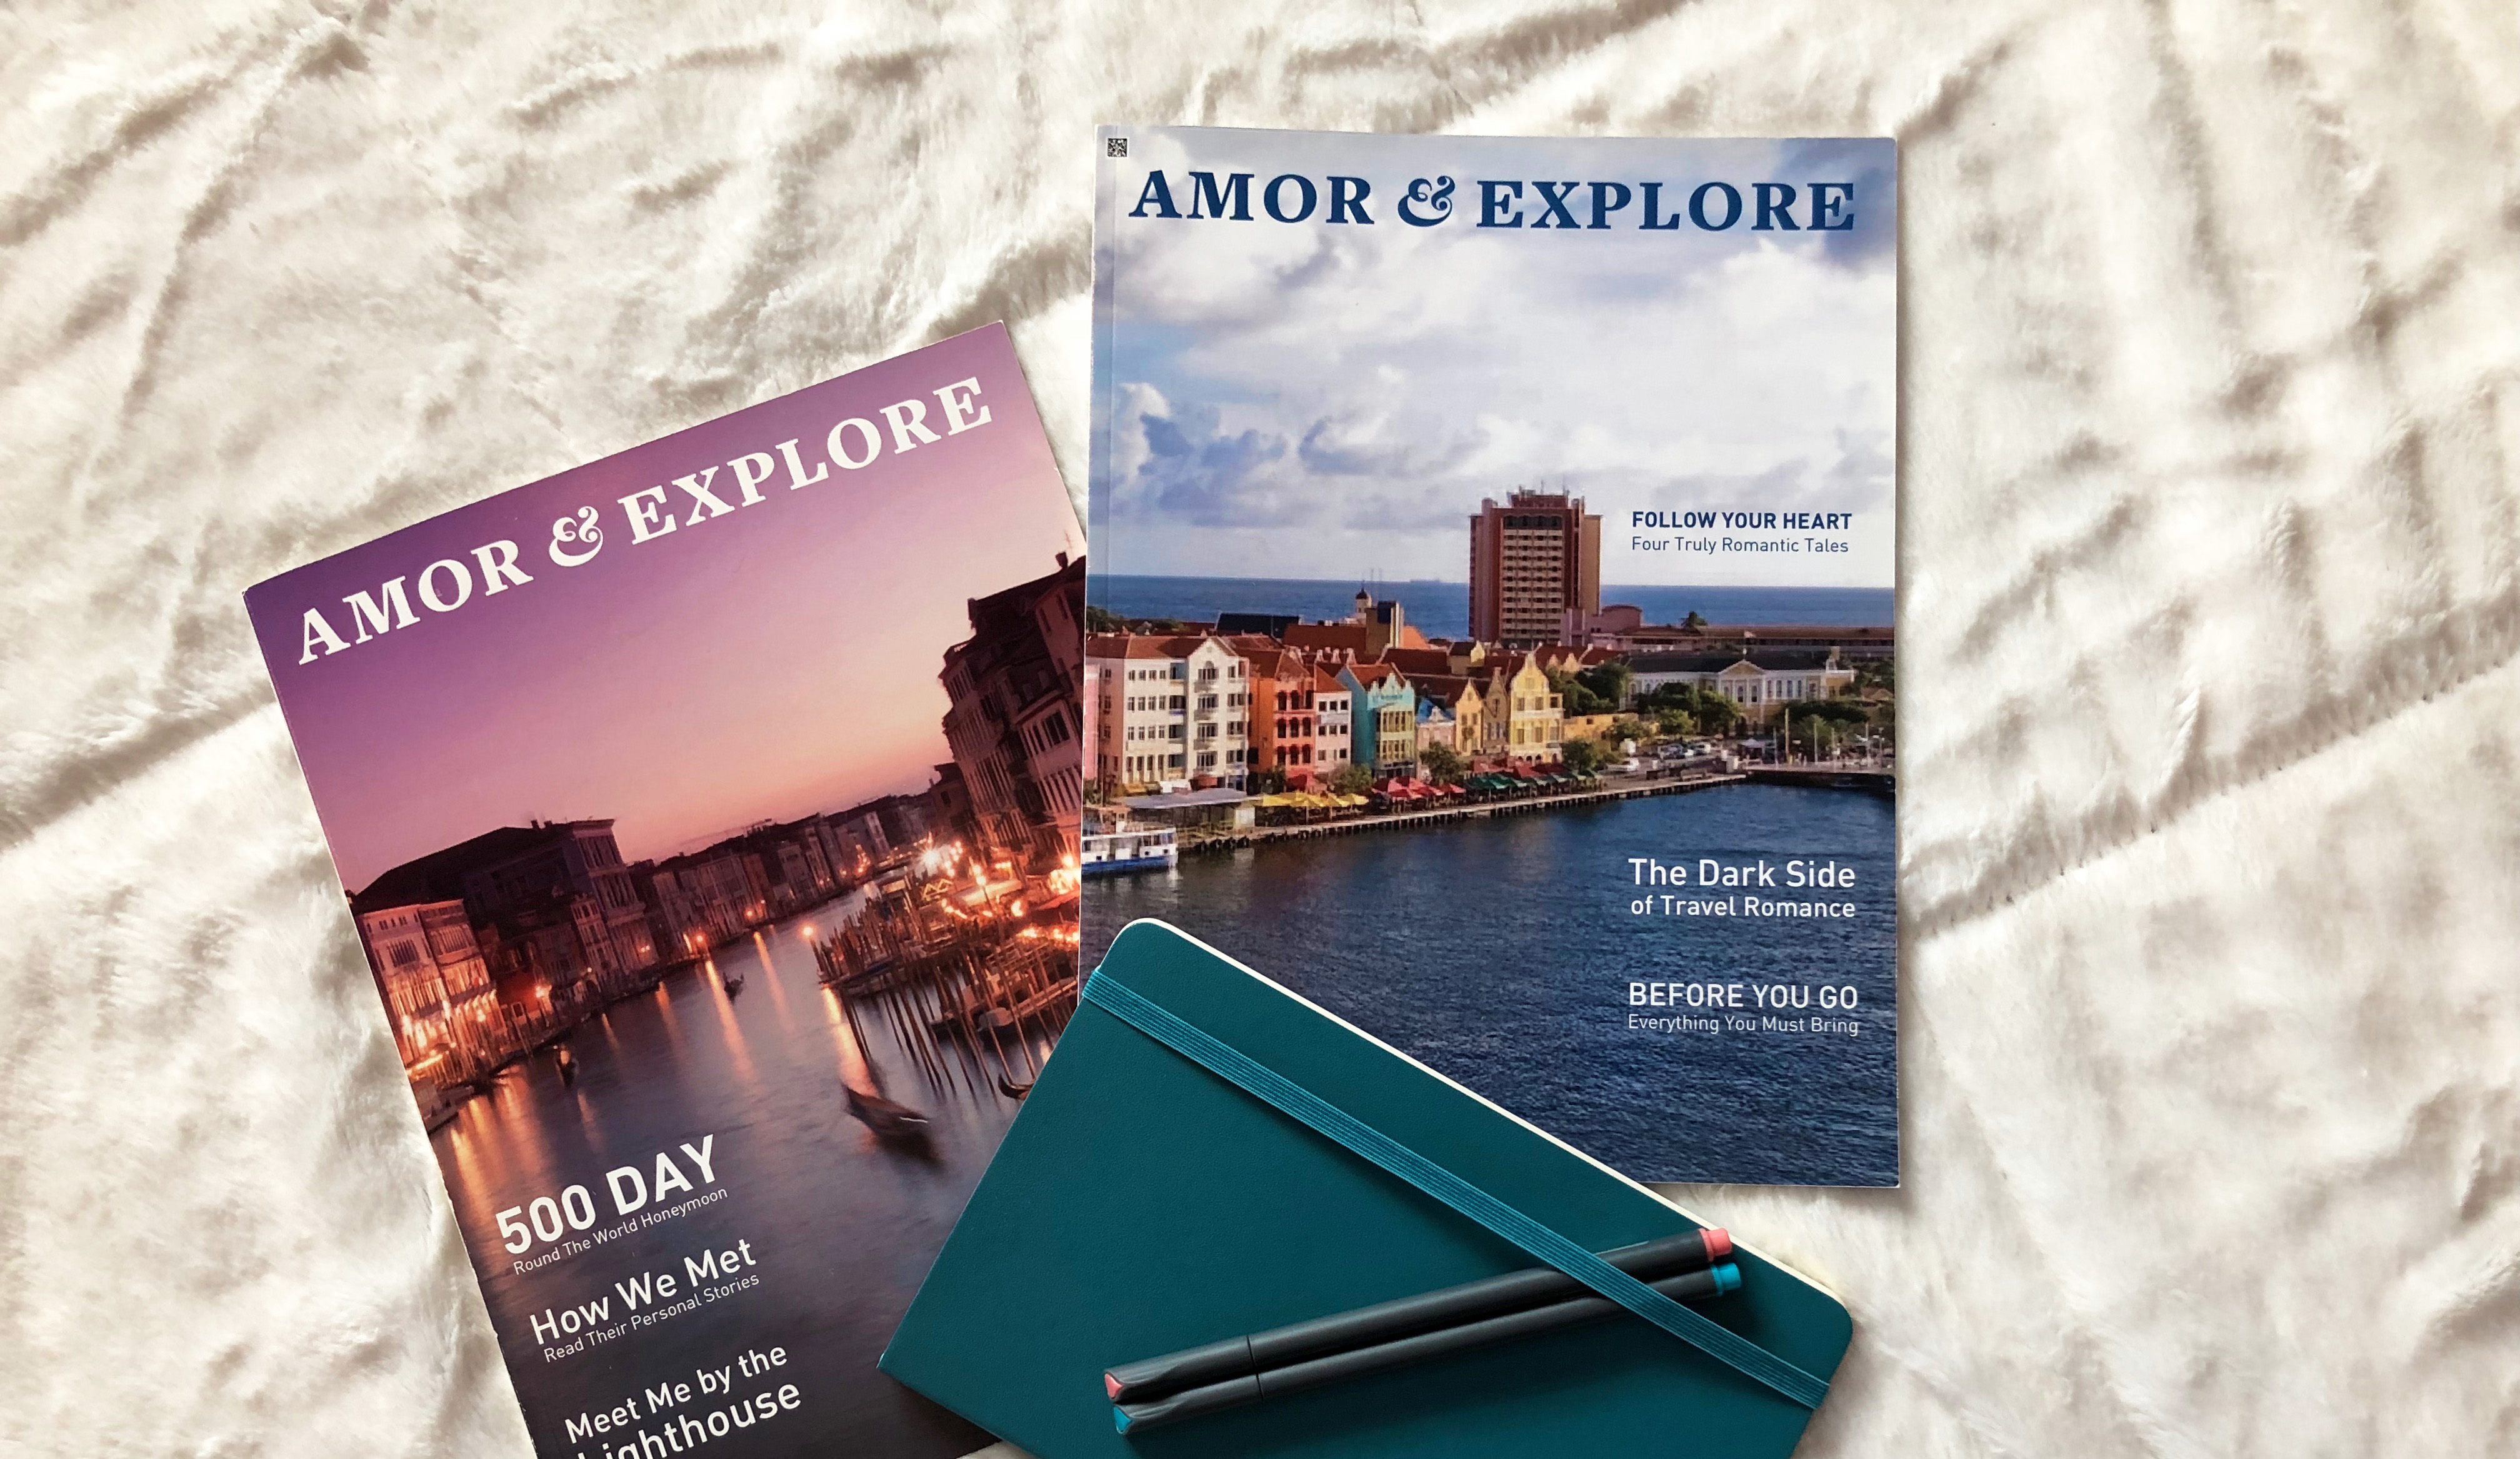 AMOR & EXPLORE
500 DAY
Round The World Honeymoon
How We Met
Read Their Personal Stories
Meet Me by the
Lighthouse
AMOR & EXPLORE
FOLLOW YOUR HEART
Four Truly Romantic Tales
The Dark Side
of Travel Romance
BEFORE YOU GO
Everything You Must Bring